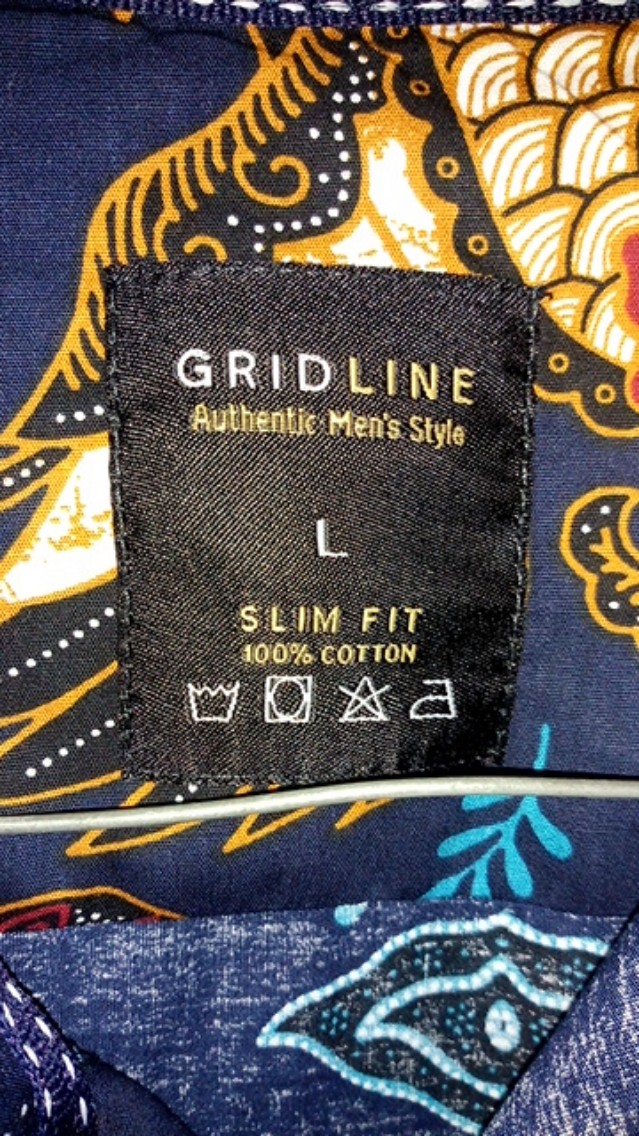 GRIDLINE
Authentic Men's Style
L
SLIM FIT
100% COTTON